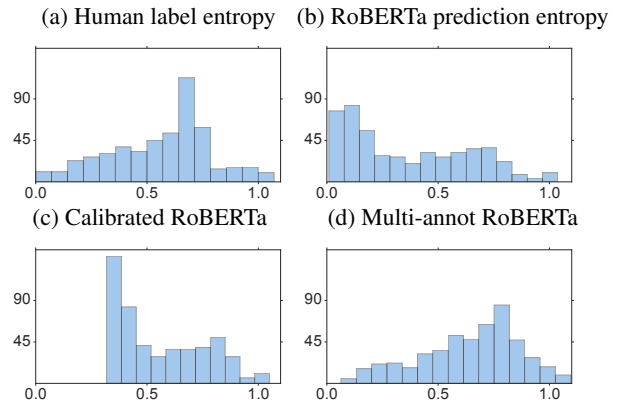 (a) Human label entropy
(b) RoBERTa prediction entropy
90
45
0.0 0.5 1.0
90
45
0.0 0.5 1.0
(c) Calibrated RoBERTa
(d) Multi-annot RoBERTa
90
45
0.0 0.5 1.0
90
45
0.0 0.5 1.0